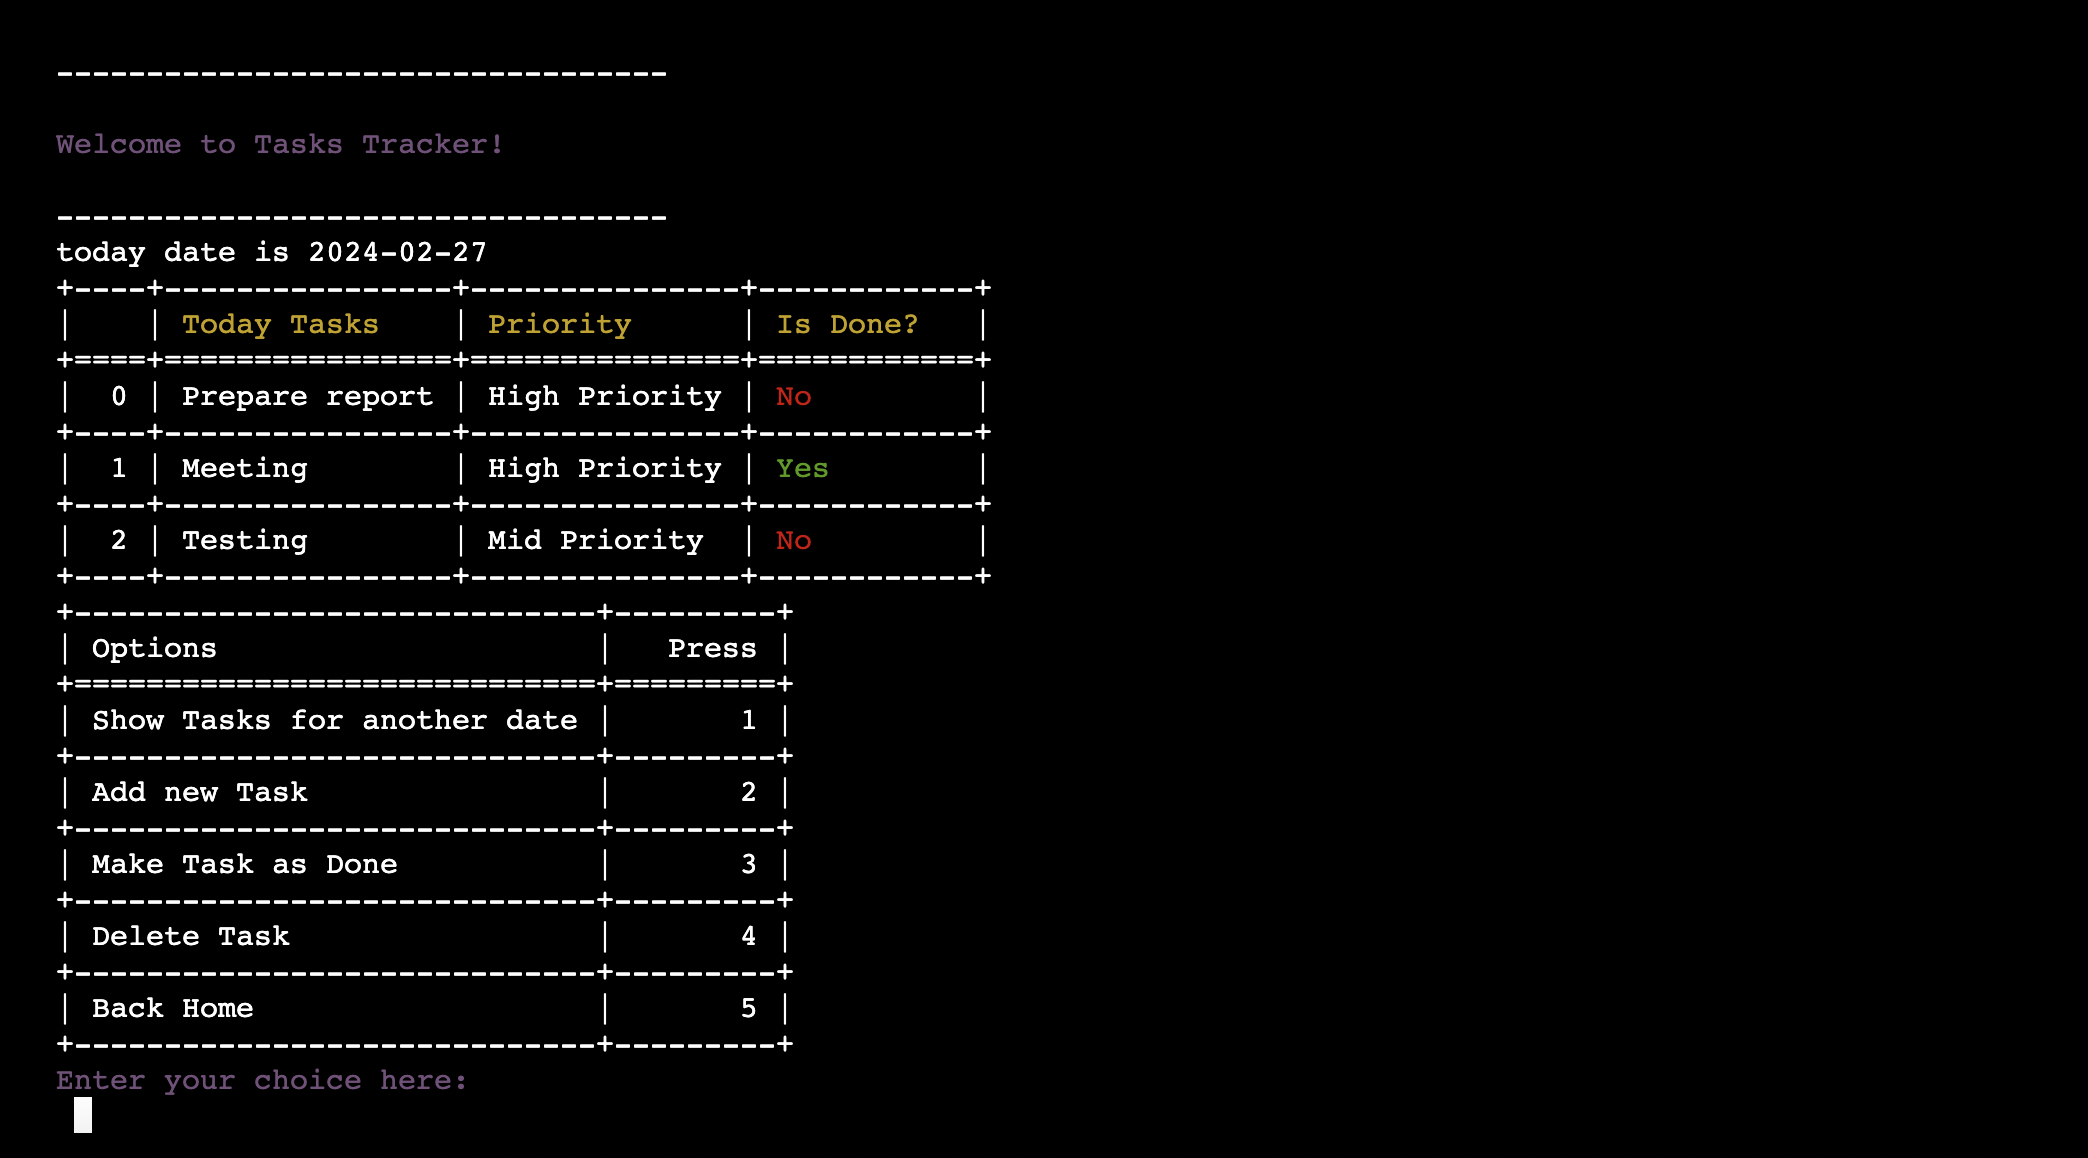 ----------------------------------
Welcome to Tasks Tracker!
----------------------------------
today date is 2024-02-27
+----+----------------+---------------+------------+
|    | Today Tasks    | Priority      | Is Done?   |
+====+================+===============+============+
|  0 | Prepare report | High Priority | No         |
+----+----------------+---------------+------------+
|  1 | Meeting        | High Priority | Yes        |
+----+----------------+---------------+------------+
|  2 | Testing        | Mid Priority  | No         |
+----+----------------+---------------+------------+
+-----------------------------+---------+
| Options                     |   Press |
+=============================+=========+
| Show Tasks for another date |       1 |
+-----------------------------+---------+
| Add new Task                |       2 |
+-----------------------------+---------+
| Make Task as Done           |       3 |
+-----------------------------+---------+
| Delete Task                 |       4 |
+-----------------------------+---------+
| Back Home                   |       5 |
+-----------------------------+---------+
Enter your choice here: